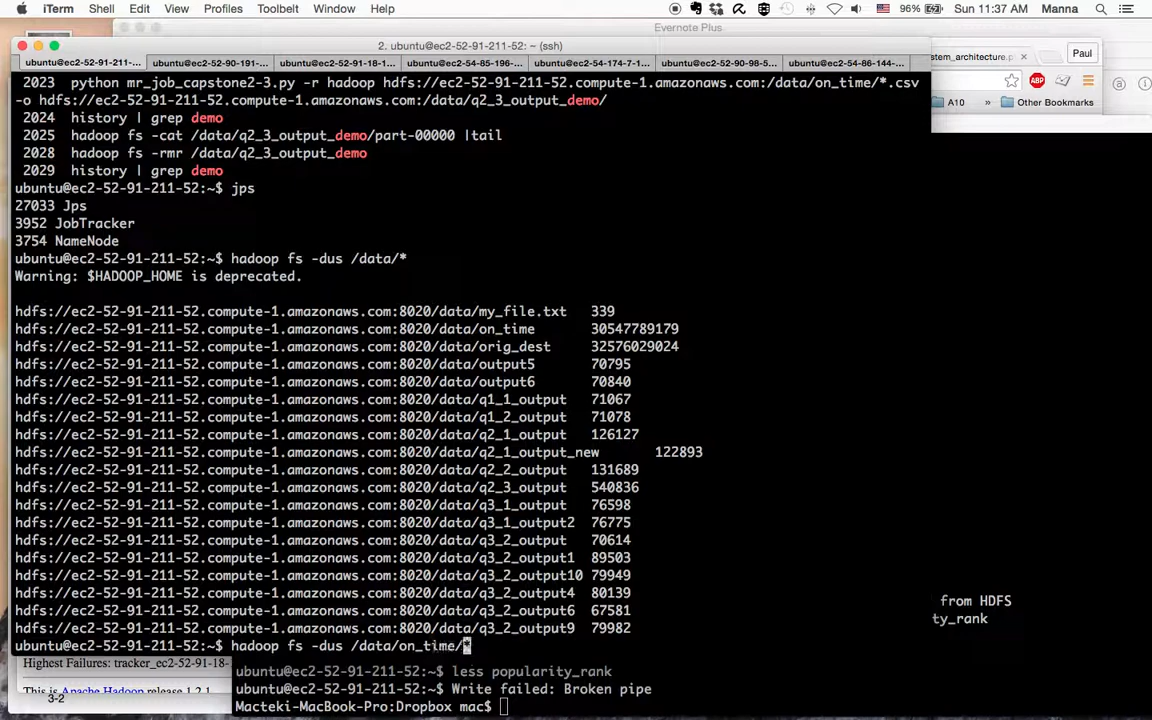 iTerm Shell Edit View Profiles Toolbelt Window Help 96% Sun 11:37 AM Manna
Evernote Plus
2. ubuntu@ec2-52-91-211-52: ~ (ssh)
ubuntu@ec2-52-91-211-... ubuntu@ec2-52-90-191-... ubuntu@ec2-52-91-18-1... ubuntu@ec2-54-85-196-... ubuntu@ec2-54-174-7-1... ubuntu@ec2-52-90-98-5... ubuntu@ec2-54-86-144-...
stem_architecture.p Paul
ABP
A10 » Other Bookmarks
2023 python mr_job_capstone2-3.py -r hadoop hdfs://ec2-52-91-211-52.compute-1.amazonaws.com:/data/on_time/*.csv
-o hdfs://ec2-52-91-211-52.compute-1.amazonaws.com:/data/q2_3_output_demo/
2024 history | grep demo
2025 hadoop fs -cat /data/q2_3_output_demo/part-00000 |tail
2028 hadoop fs -rmr /data/q2_3_output_demo
2029 history | grep demo
ubuntu@ec2-52-91-211-52:~$ jps
27033 Jps
3952 JobTracker
3754 NameNode
ubuntu@ec2-52-91-211-52:~$ hadoop fs -dus /data/*
Warning: $HADOOP_HOME is deprecated.
hdfs://ec2-52-91-211-52.compute-1.amazonaws.com:8020/data/my_file.txt 339
hdfs://ec2-52-91-211-52.compute-1.amazonaws.com:8020/data/on_time 30547789179
hdfs://ec2-52-91-211-52.compute-1.amazonaws.com:8020/data/orig_dest 32576029024
hdfs://ec2-52-91-211-52.compute-1.amazonaws.com:8020/data/output5 70795
hdfs://ec2-52-91-211-52.compute-1.amazonaws.com:8020/data/output6 70840
hdfs://ec2-52-91-211-52.compute-1.amazonaws.com:8020/data/q1_1_output 71067
hdfs://ec2-52-91-211-52.compute-1.amazonaws.com:8020/data/q1_2_output 71078
hdfs://ec2-52-91-211-52.compute-1.amazonaws.com:8020/data/q2_1_output 126127
hdfs://ec2-52-91-211-52.compute-1.amazonaws.com:8020/data/q2_1_output_new 122893
hdfs://ec2-52-91-211-52.compute-1.amazonaws.com:8020/data/q2_2_output 131689
hdfs://ec2-52-91-211-52.compute-1.amazonaws.com:8020/data/q2_3_output 540836
hdfs://ec2-52-91-211-52.compute-1.amazonaws.com:8020/data/q3_1_output 76598
hdfs://ec2-52-91-211-52.compute-1.amazonaws.com:8020/data/q3_1_output2 76775
hdfs://ec2-52-91-211-52.compute-1.amazonaws.com:8020/data/q3_2_output 70614
hdfs://ec2-52-91-211-52.compute-1.amazonaws.com:8020/data/q3_2_output1 89503
hdfs://ec2-52-91-211-52.compute-1.amazonaws.com:8020/data/q3_2_output10 79949
hdfs://ec2-52-91-211-52.compute-1.amazonaws.com:8020/data/q3_2_output4 80139
hdfs://ec2-52-91-211-52.compute-1.amazonaws.com:8020/data/q3_2_output6 67581
hdfs://ec2-52-91-211-52.compute-1.amazonaws.com:8020/data/q3_2_output9 79982
ubuntu@ec2-52-91-211-52:~$ hadoop fs -dus /data/on_time/*
from HDFS
ty_rank
Highest Failures: tracker_ec2-52-91-18-
This is Apache Hadoop release 1.2.1
3-2
ubuntu@ec2-52-91-211-52:~$ less popularity_rank
ubuntu@ec2-52-91-211-52:~$ Write failed: Broken pipe
Macteki-MacBook-Pro:Dropbox mac$